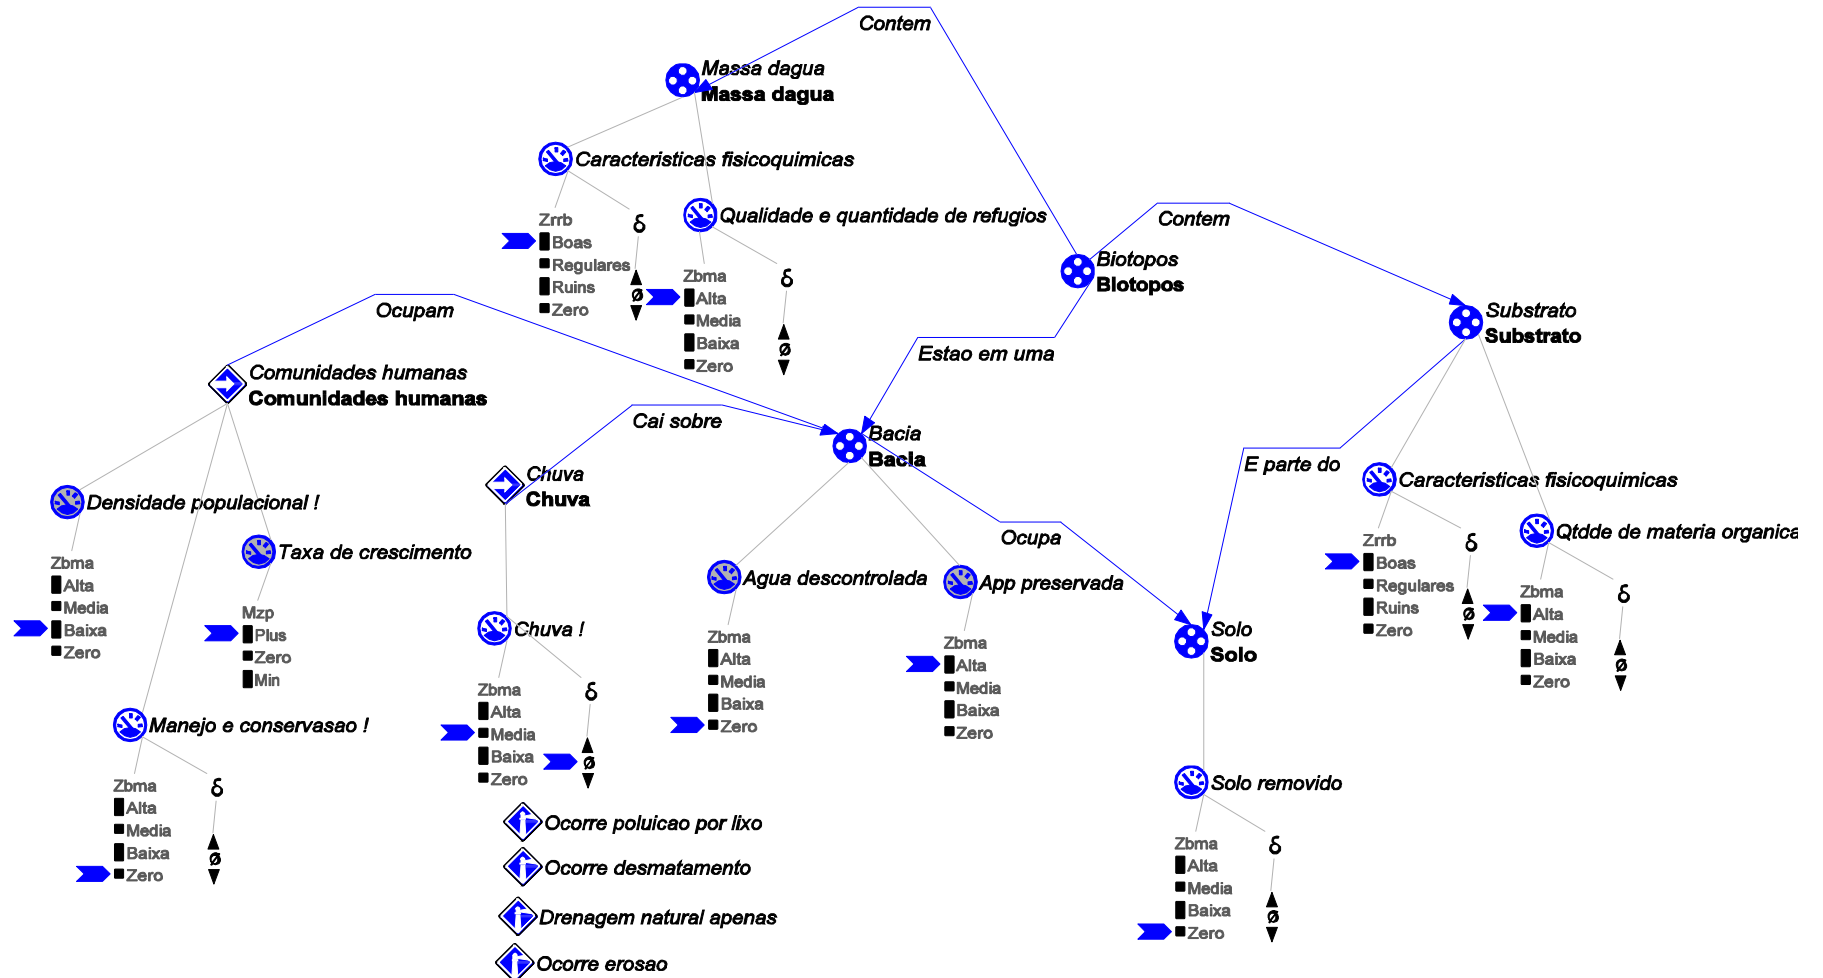 Contem
Massa dagua
Massa dagua
Caracteristicas fisicoquimicas
Zrrb
Boas
Regulares
Ruins
Zero
δ
ø
Qualidade e quantidade de refugios
Zbma
Alta
Media
Baixa
Zero
δ
ø
Contem
Biotopos
Biotopos
Estao em uma
Substrato
Substrato
E parte do
Caracteristicas fisicoquimicas
Zrrb
Boas
Regulares
Ruins
Zero
δ
ø
Qtdde de materia organica
Zbma
Alta
Media
Baixa
Zero
δ
ø
Ocupam
Comunidades humanas
Comunidades humanas
Densidade populacional !
Zbma
Alta
Media
Baixa
Zero
Taxa de crescimento
Mzp
Plus
Zero
Min
Manejo e conservasao !
Zbma
Alta
Media
Baixa
Zero
δ
ø
Cai sobre
Chuva
Chuva
Chuva !
Zbma
Alta
Media
Baixa
Zero
δ
ø
Bacia
Bacia
Agua descontrolada
Zbma
Alta
Media
Baixa
Zero
App preservada
Zbma
Alta
Media
Baixa
Zero
Ocupa
Solo
Solo
Solo removido
Zbma
Alta
Media
Baixa
Zero
δ
ø
Ocorre poluicao por lixo
Ocorre desmatamento
Drenagem natural apenas
Ocorre erosao